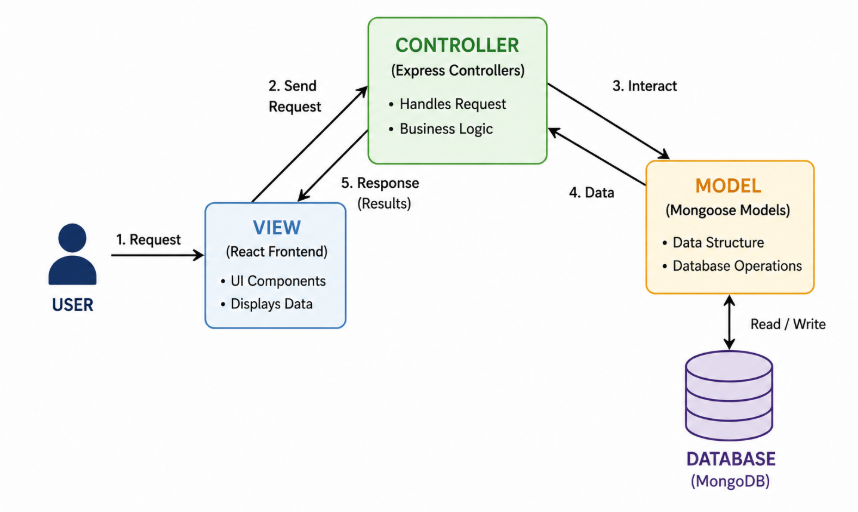 CONTROLLER
(Express Controllers)
• Handles Request
• Business Logic
2. Send
Request
3. Interact
5. Response
(Results)
4. Data
MODEL
(Mongoose Models)
• Data Structure
• Database Operations
1. Request
VIEW
(React Frontend)
• UI Components
• Displays Data
USER
Read / Write
DATABASE
(MongoDB)